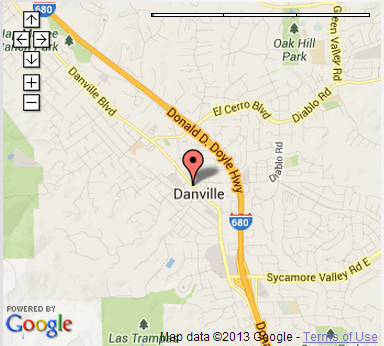 680
Oak Hill
Park
Green Valley Rd
Danville Blvd
El Cerro Blvd
Diablo Rd
Donald D. Doyle Hwy
Diablo Rd
Danville
680
Sycamore Valley Rd E
POWERED BY
Google
Las Trampas
Map data ©2013 Google - Terms of Use